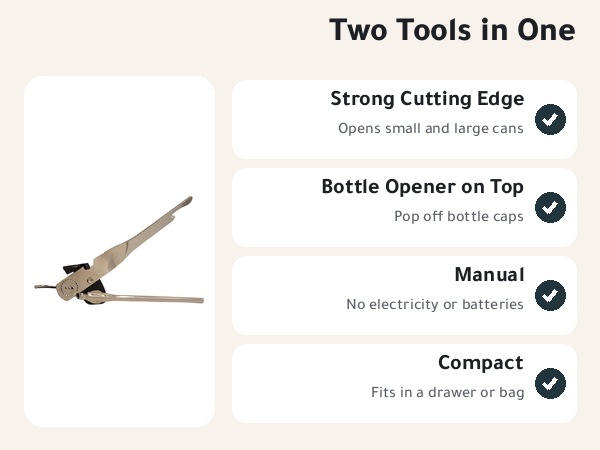 Two Tools in One
Strong Cutting Edge
Opens small and large cans
Bottle Opener on Top
Pop off bottle caps
Manual
No electricity or batteries
Compact
Fits in a drawer or bag